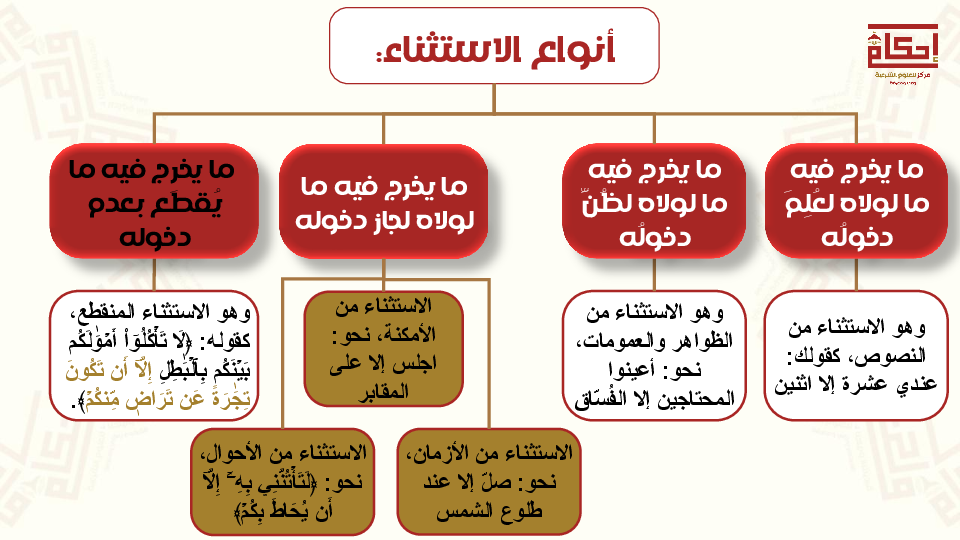 أنواع الاستثناء:
إحكام
مركز للعلوم الشرعية
ما يخرج فيه
ما لولاه لعُلِمَ
دخولُه
ما يخرج فيه
ما لولاه لظُنَّ
دخولُه
ما يخرج فيه ما
لولاه لجاز دخوله
ما يخرج فيه ما
يُقطَع بعدم
دخوله
وهو الاستثناء من
النصوص، كقولك:
عندي عشرة إلا اثنين
وهو الاستثناء من
الظواهر والعمومات،
نحو: أعينوا
المحتاجين إلا الفُسّاق
الاستثناء من
الأمكنة، نحو:
اجلس إلا على
المقابر
وهو الاستثناء المنقطع،
كقوله: ﴿لَا تَأۡكُلُوٓاْ أَمۡوَٰلَكُم
بَيۡنَكُم بِٱلۡبَٰطِلِ إِلَّآ أَن تَكُونَ
تِجَٰرَةً عَن تَرَاضٖ مِّنكُمۡ﴾.
الاستثناء من الأزمان،
نحو: صلّ إلا عند
طلوع الشمس
الاستثناء من الأحوال،
نحو: ﴿لَتَأۡتُنَّنِي بِهِۦٓ إِلَّآ
أَن يُحَاطَ بِكُمۡ﴾